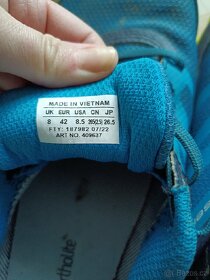 MADE IN VIETNAM
UK EUR USA CN JP
8 42 8.5 265(2.5) 26.5
FTY: 187982 07/22
ART NO. 409637